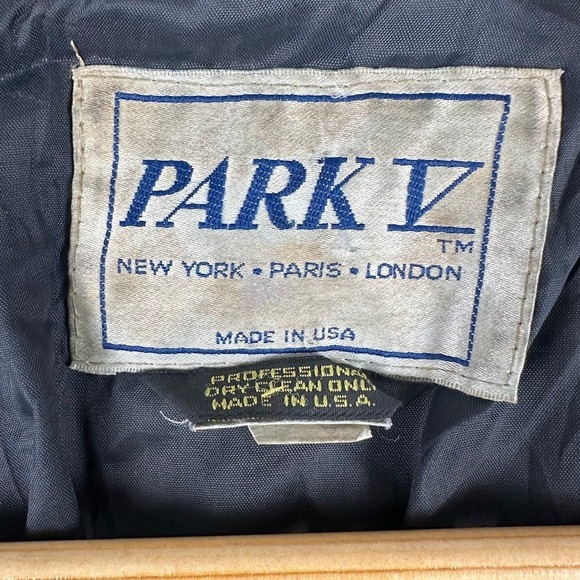 PARK V
TM
NEW YORK • PARIS • LONDON
MADE IN USA
PROFESSIONAL
DRY CLEAN ONLY
MADE IN U.S.A.